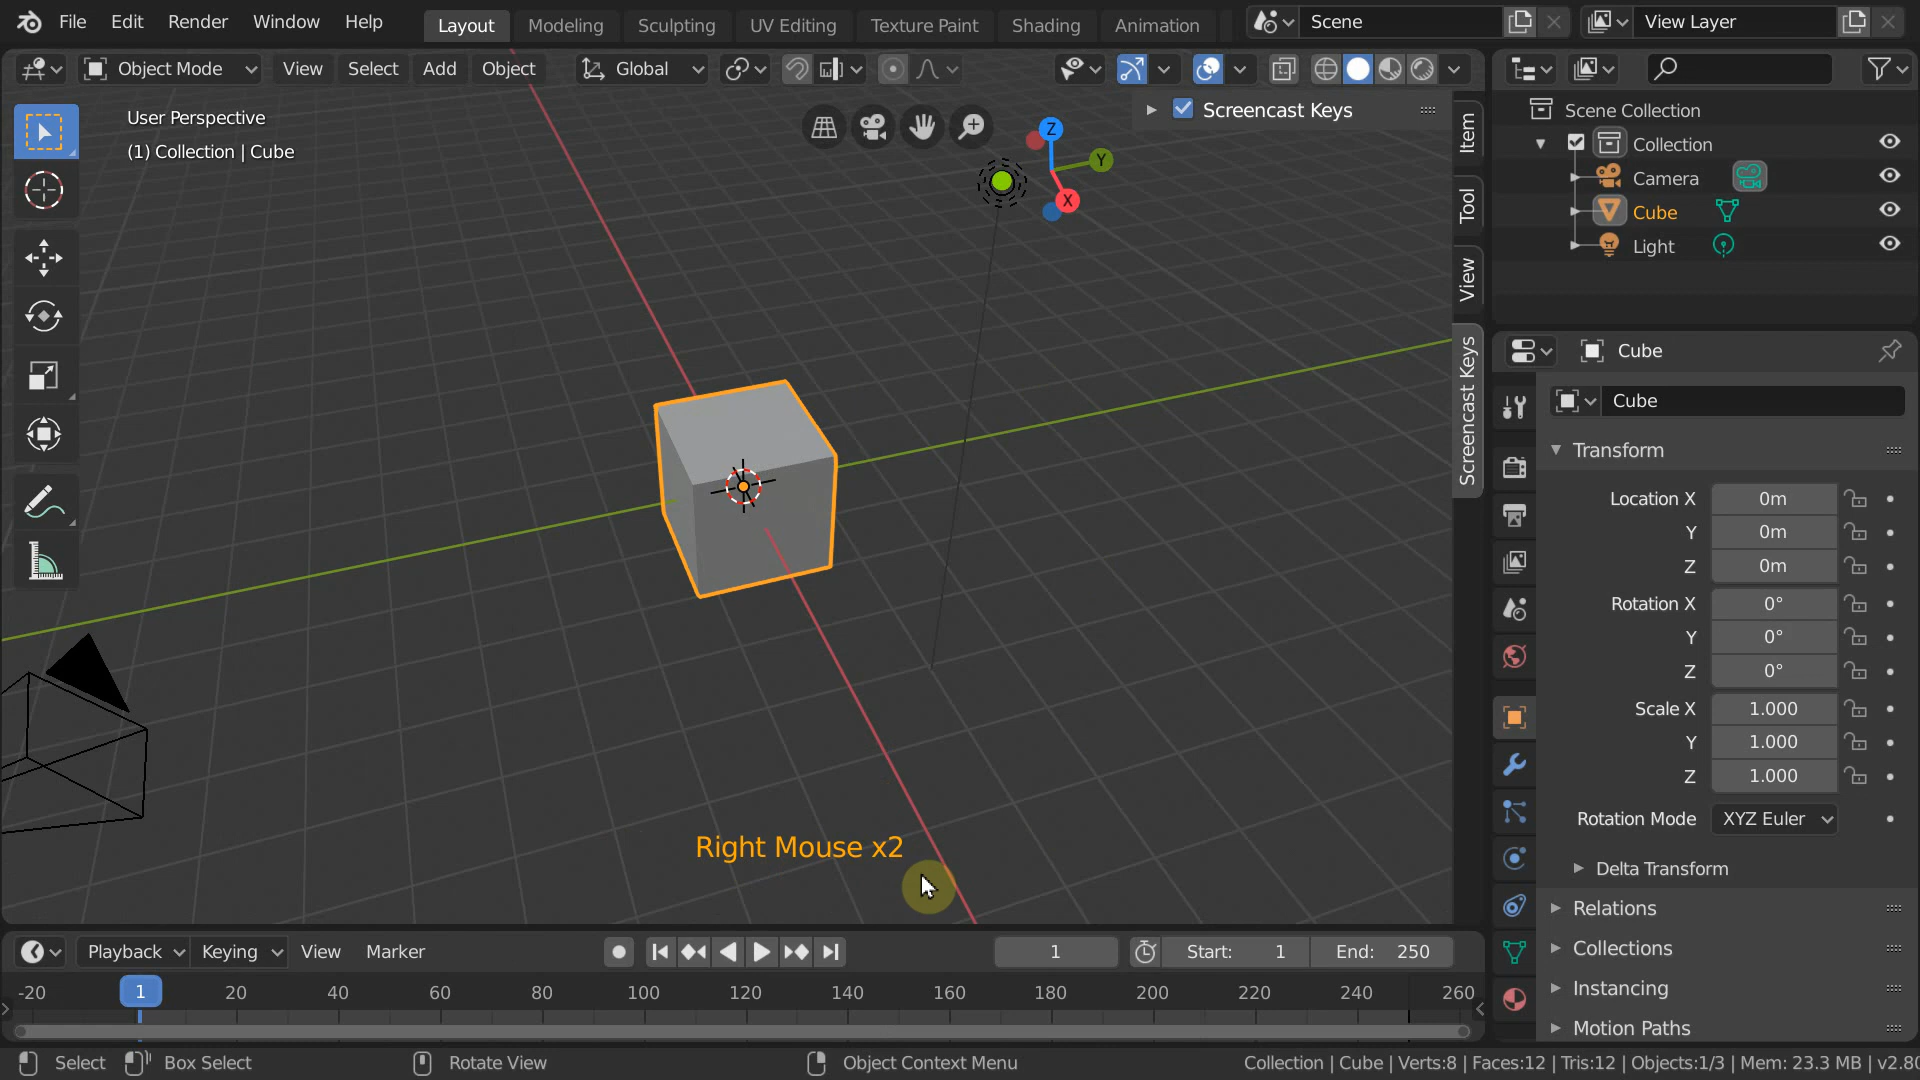 File Edit Render Window Help Layout Modeling Sculpting UV Editing Texture Paint Shading Animation Scene View Layer
Object Mode View Select Add Object Global
User Perspective
(1) Collection | Cube
Screencast Keys
Z
Y
X
Item
Tool
View
Screencast Keys
Right Mouse x2
Scene Collection
Collection
Camera
Cube
Light
Cube
Cube
Transform
Location X 0m
Y 0m
Z 0m
Rotation X 0°
Y 0°
Z 0°
Scale X 1.000
Y 1.000
Z 1.000
Rotation Mode XYZ Euler
Delta Transform
Relations
Collections
Instancing
Motion Paths
Playback Keying View Marker 1 Start: 1 End: 250
-20 1 20 40 60 80 100 120 140 160 180 200 220 240 260
Select Box Select Rotate View Object Context Menu Collection | Cube | Verts:8 | Faces:12 | Tris:12 | Objects:1/3 | Mem: 23.3 MB | v2.80